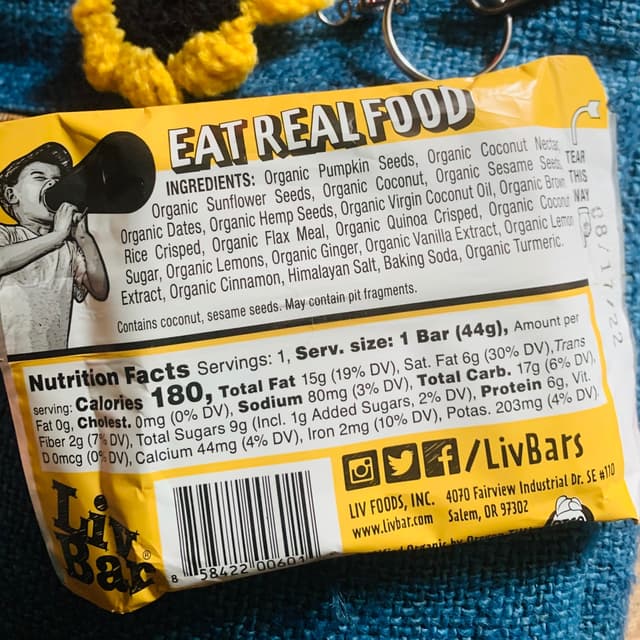 EAT REAL FOOD
INGREDIENTS: Organic Pumpkin Seeds, Organic Coconut Nectar,
Organic Sunflower Seeds, Organic Coconut, Organic Sesame Seeds,
Organic Dates, Organic Hemp Seeds, Organic Virgin Coconut Oil, Organic Brown
Rice Crisped, Organic Flax Meal, Organic Quinoa Crisped, Organic Coconut
Sugar, Organic Lemons, Organic Ginger, Organic Vanilla Extract, Organic Lemon
Extract, Organic Cinnamon, Himalayan Salt, Baking Soda, Organic Turmeric.
Contains coconut, sesame seeds. May contain pit fragments.
TEAR
THIS
WAY
08/17/22
Nutrition Facts Servings: 1, Serv. size: 1 Bar (44g), Amount per
serving: Calories 180, Total Fat 15g (19% DV), Sat. Fat 6g (30% DV), Trans
Fat 0g, Cholest. 0mg (0% DV), Sodium 80mg (3% DV), Total Carb. 17g (6% DV),
Fiber 2g (7% DV), Total Sugars 9g (Incl. 1g Added Sugars, 2% DV), Protein 6g, Vit.
D 0mcg (0% DV), Calcium 44mg (4% DV), Iron 2mg (10% DV), Potas. 203mg (4% DV).
/LivBars
LIV FOODS, INC. 4070 Fairview Industrial Dr. SE #110
www.livbar.com Salem, OR 97302
Organic by Oregon
Liv
Bar®
8 58422 00601